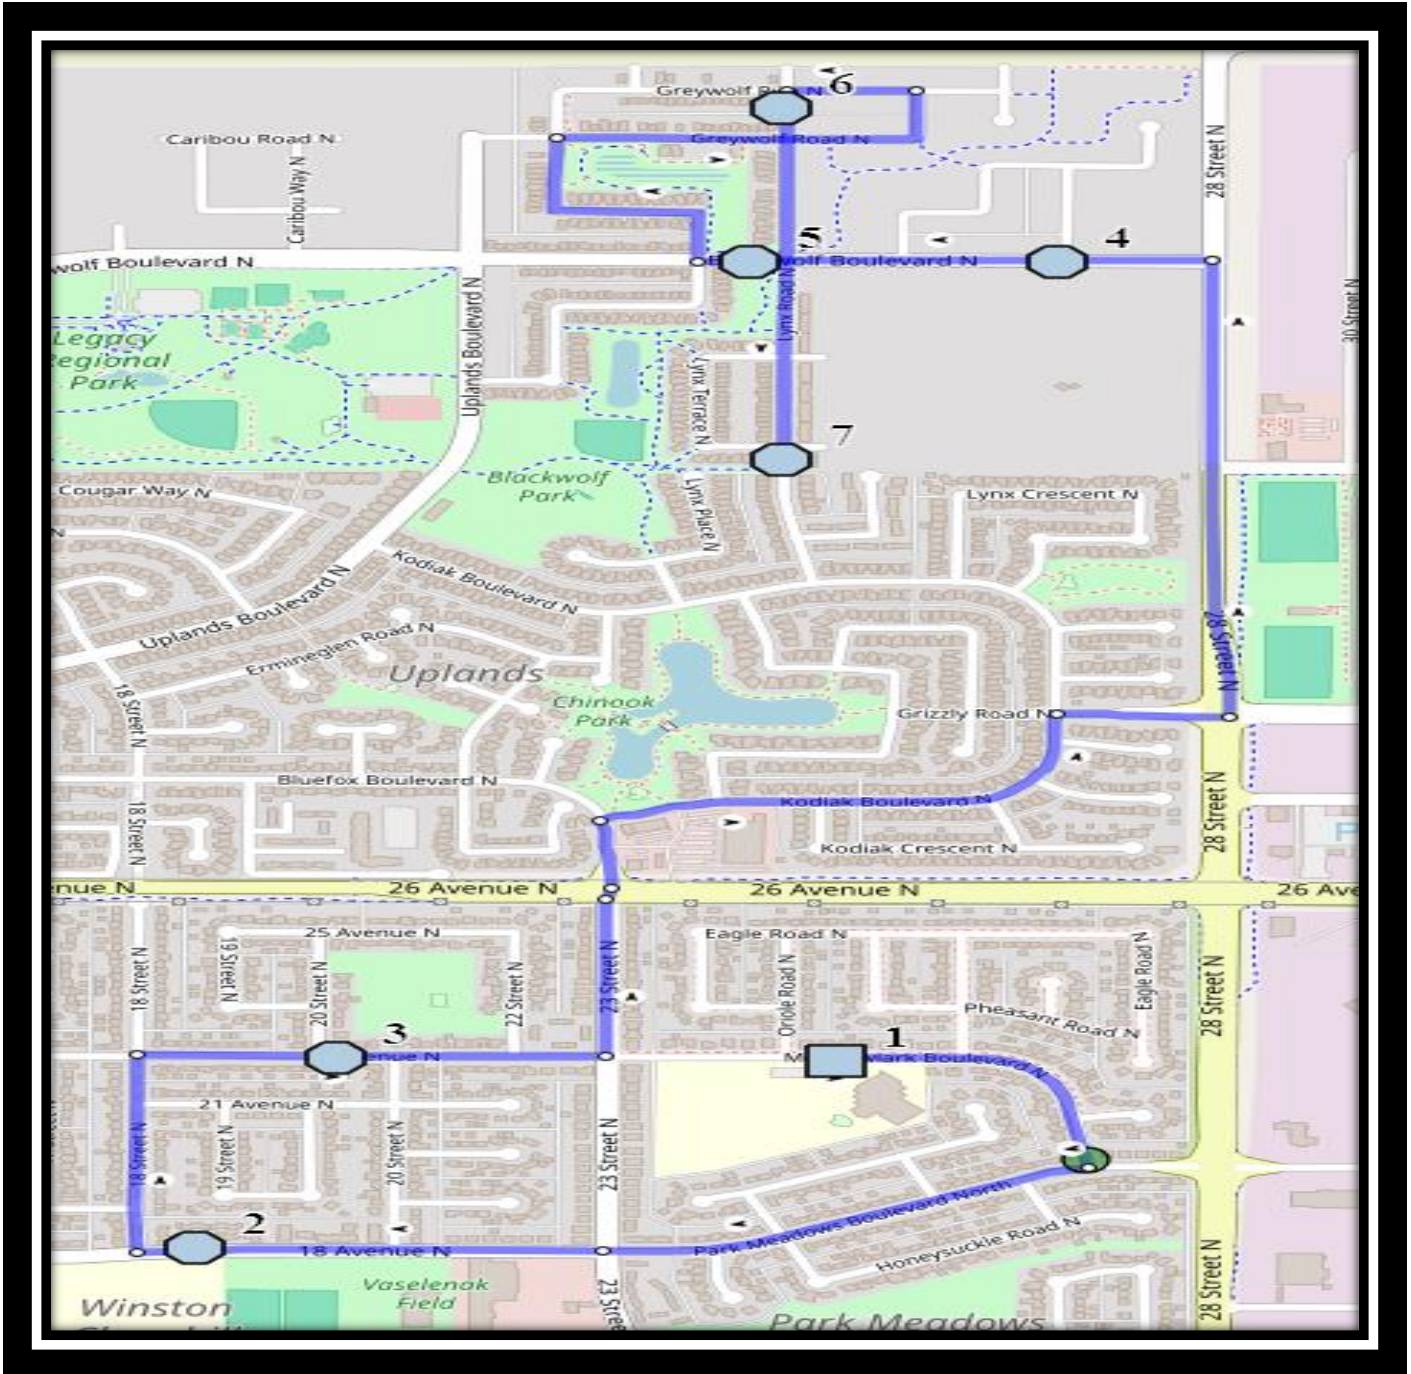 6
Greywolf
N
Caribou Road N
Greywolf Road N
28 Street N
Caribou Way N
5
4
wolf Boulevard N
wolf Boulevard N
Lynx Road N
Uplands Boulevard N
30 Street N
Legacy
Regional
Park
Lynx Terrace N
7
Blackwolf
Park
Cougar Way N
Lynx Place N
Lynx Crescent N
N
Kodiak Boulevard N
Uplands Boulevard N
Ermineglen Road N
28 Street N
Uplands
18 Street N
Chinook
Park
Grizzly Road N
Bluefox Boulevard N
Kodiak Boulevard N
28 Street N
18 Street N
P
Kodiak Crescent N
enue N
26 Avenue N
26 Avenue N
26 Ave
25 Avenue N
Eagle Road N
18 Street N
19 Street N
20 Street N
22 Street N
23 Street N
Oriole Road N
Eagle Road N
28 Street N
Pheasant Road N
3
enue N
1
M
lark Boulevard N
21 Avenue N
18 Street N
19 Street N
20 Street N
23 Street N
Park Meadows Boulevard North
2
18 Avenue N
Honeysuckle Road N
28 Street N
Vaselenak
Field
23 Stree
Winston
Park Meadows